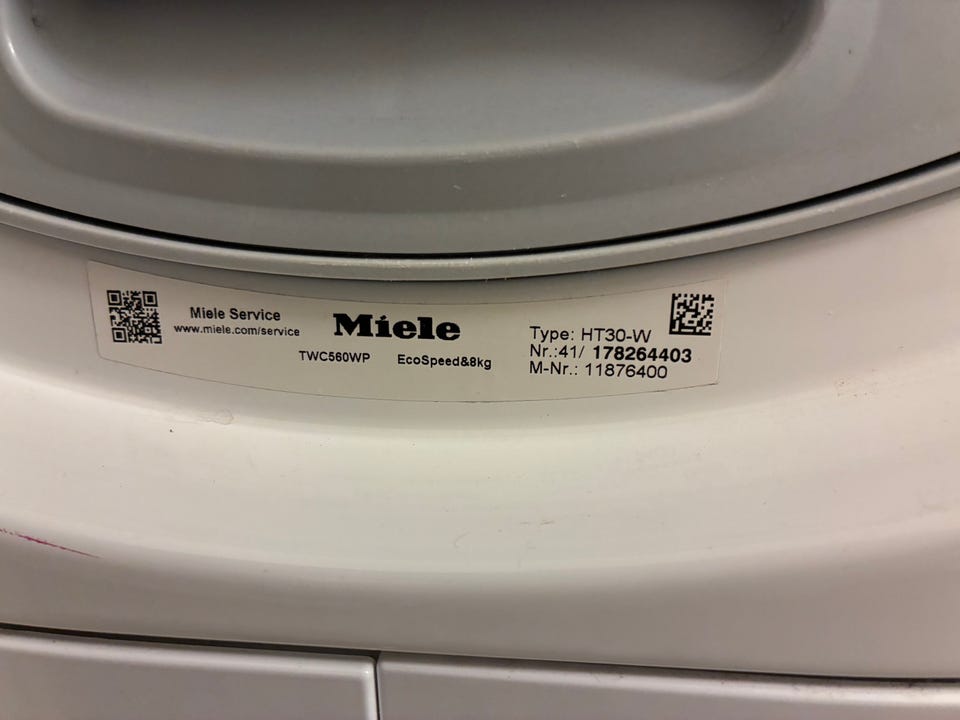 Miele Service
www.miele.com/service
Miele
TWC560WP EcoSpeed&8kg
Type: HT30-W
Nr.:41/ 178264403
M-Nr.: 11876400